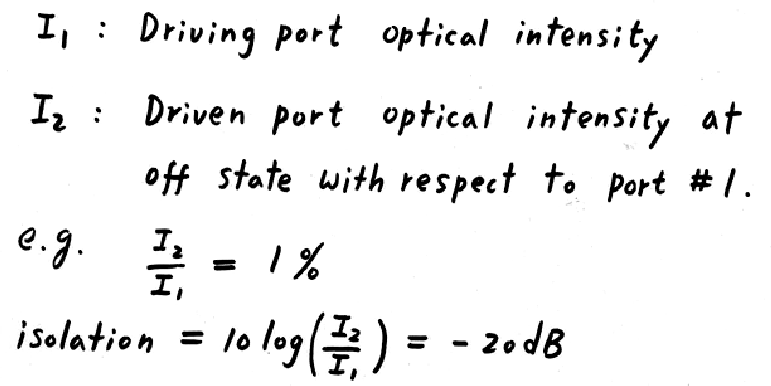 I₁ : Driving port optical intensity
I₂ : Driven port optical intensity at
off state with respect to port #1.
e.g. I₂/I₁ = 1%
isolation = 10 log(I₂/I₁) = -20dB